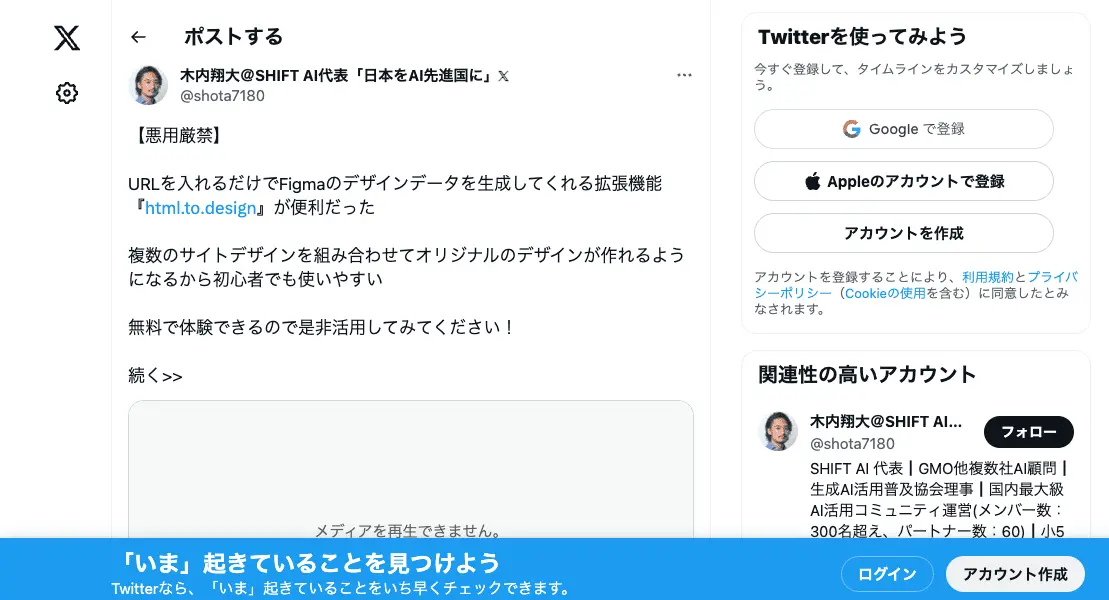 ポストする
木内翔大@SHIFT AI代表「日本をAI先進国に」𝕏
@shota7180
【悪用厳禁】
URLを入れるだけでFigmaのデザインデータを生成してくれる拡張機能
『html.to.design』が便利だった
複数のサイトデザインを組み合わせてオリジナルのデザインが作れるよう
になるから初心者でも使いやすい
無料で体験できるので是非活用してみてください！
続く>>
メディアを再生できません。
Twitterを使ってみよう
今すぐ登録して、タイムラインをカスタマイズしましょ
う。
Google で登録
Appleのアカウントで登録
アカウントを作成
アカウントを登録することにより、利用規約とプライバ
シーポリシー（Cookieの使用を含む）に同意したとみ
なされます。
関連性の高いアカウント
木内翔大@SHIFT AI...
@shota7180
フォロー
SHIFT AI 代表┃GMO他複数社AI顧問┃
生成AI活用普及協会理事┃国内最大級
AI活用コミュニティ運営(メンバー数：
300名超え、パートナー数：60)┃小5
「いま」起きていることを見つけよう
Twitterなら、「いま」起きていることをいち早くチェックできます。
ログイン
アカウント作成